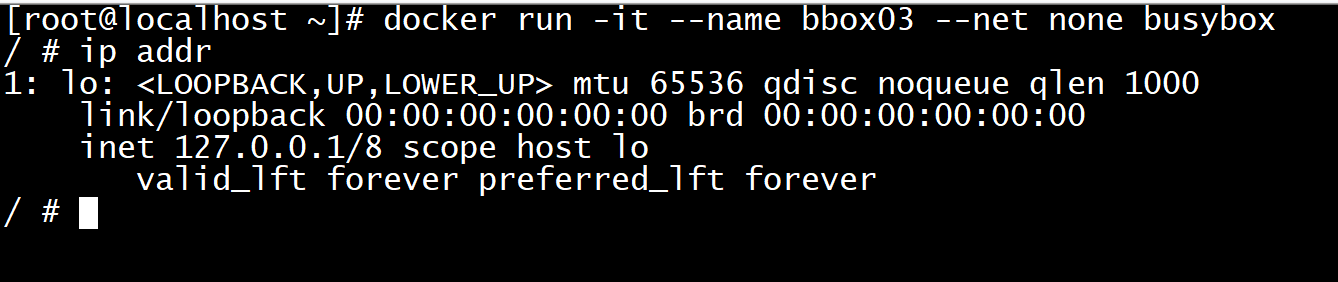 [root@localhost ~]# docker run -it --name bbox03 --net none busybox
/ # ip addr
1: lo: <LOOPBACK,UP,LOWER_UP> mtu 65536 qdisc noqueue qlen 1000
    link/loopback 00:00:00:00:00:00 brd 00:00:00:00:00:00
    inet 127.0.0.1/8 scope host lo
       valid_lft forever preferred_lft forever
/ #